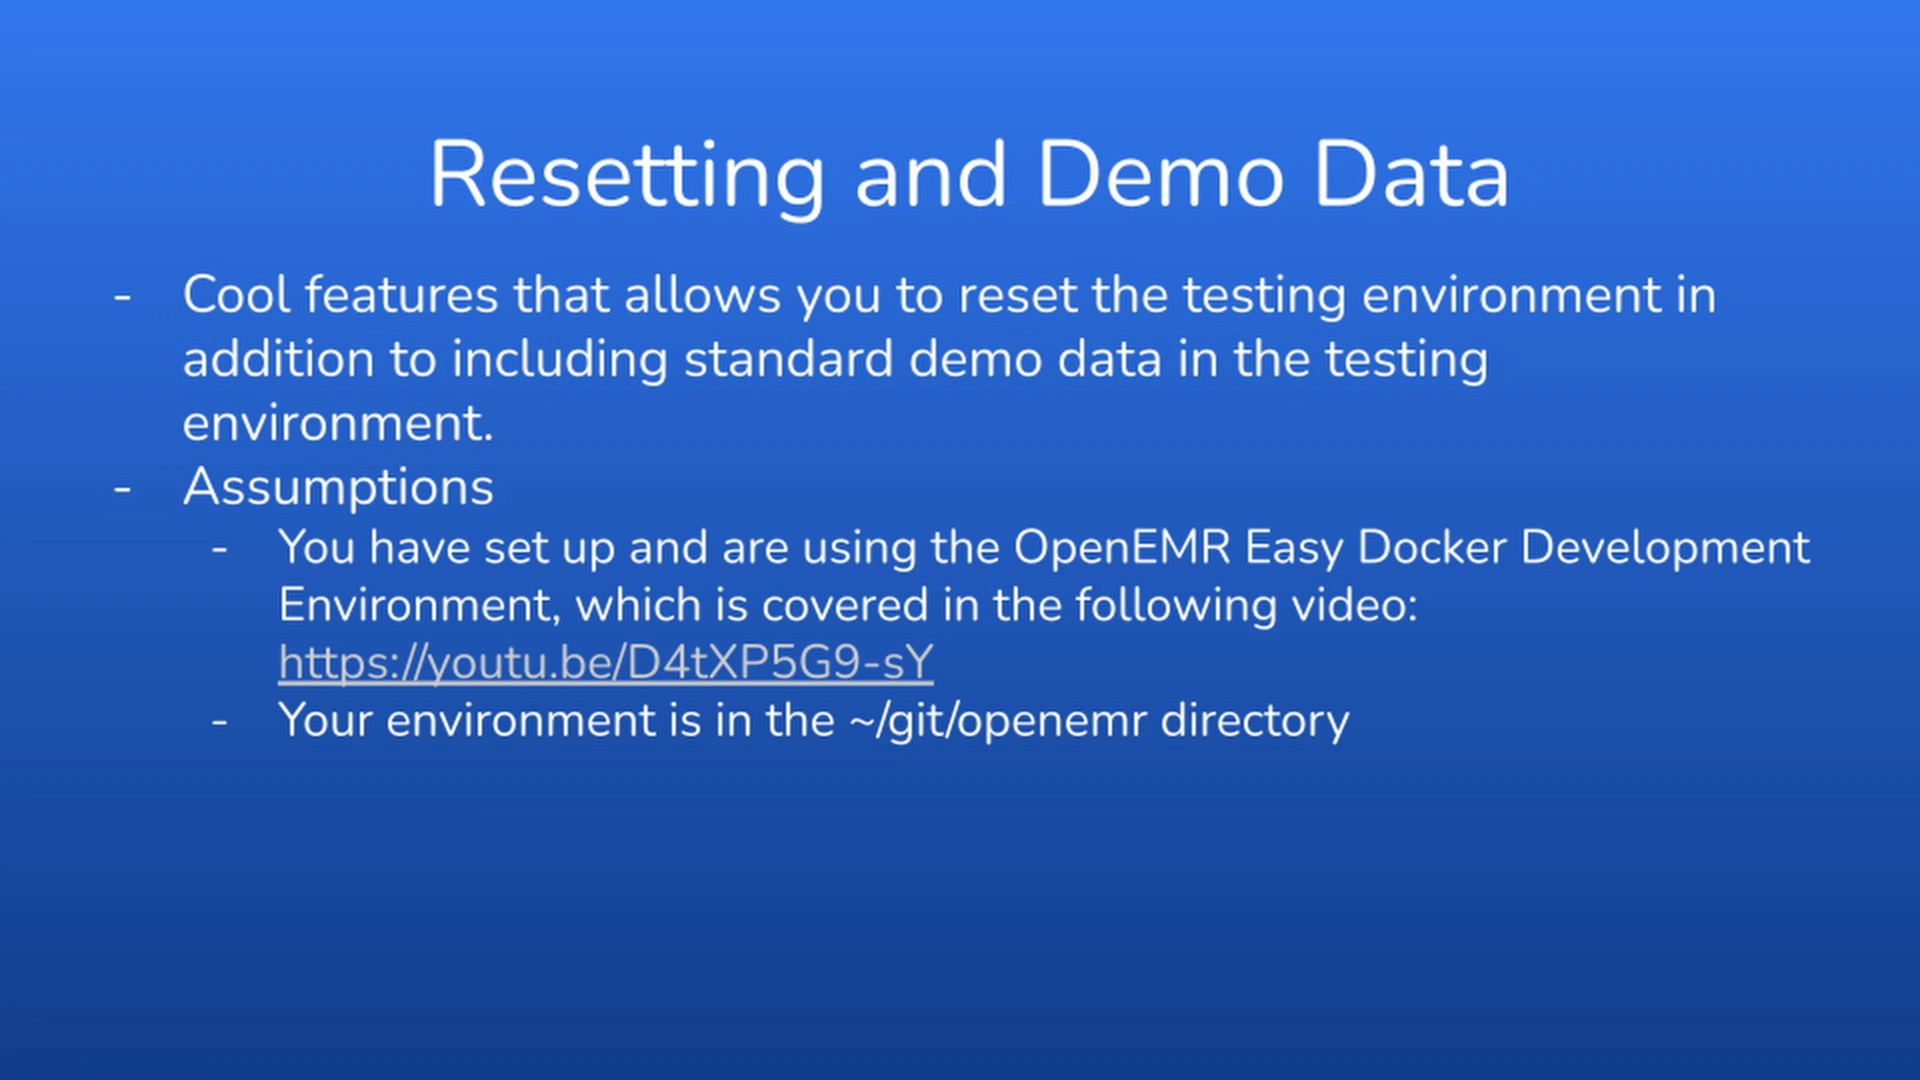 Resetting and Demo Data
- Cool features that allows you to reset the testing environment in
addition to including standard demo data in the testing
environment.
- Assumptions
- You have set up and are using the OpenEMR Easy Docker Development
Environment, which is covered in the following video:
https://youtu.be/D4tXP5G9-sY
- Your environment is in the ~/git/openemr directory